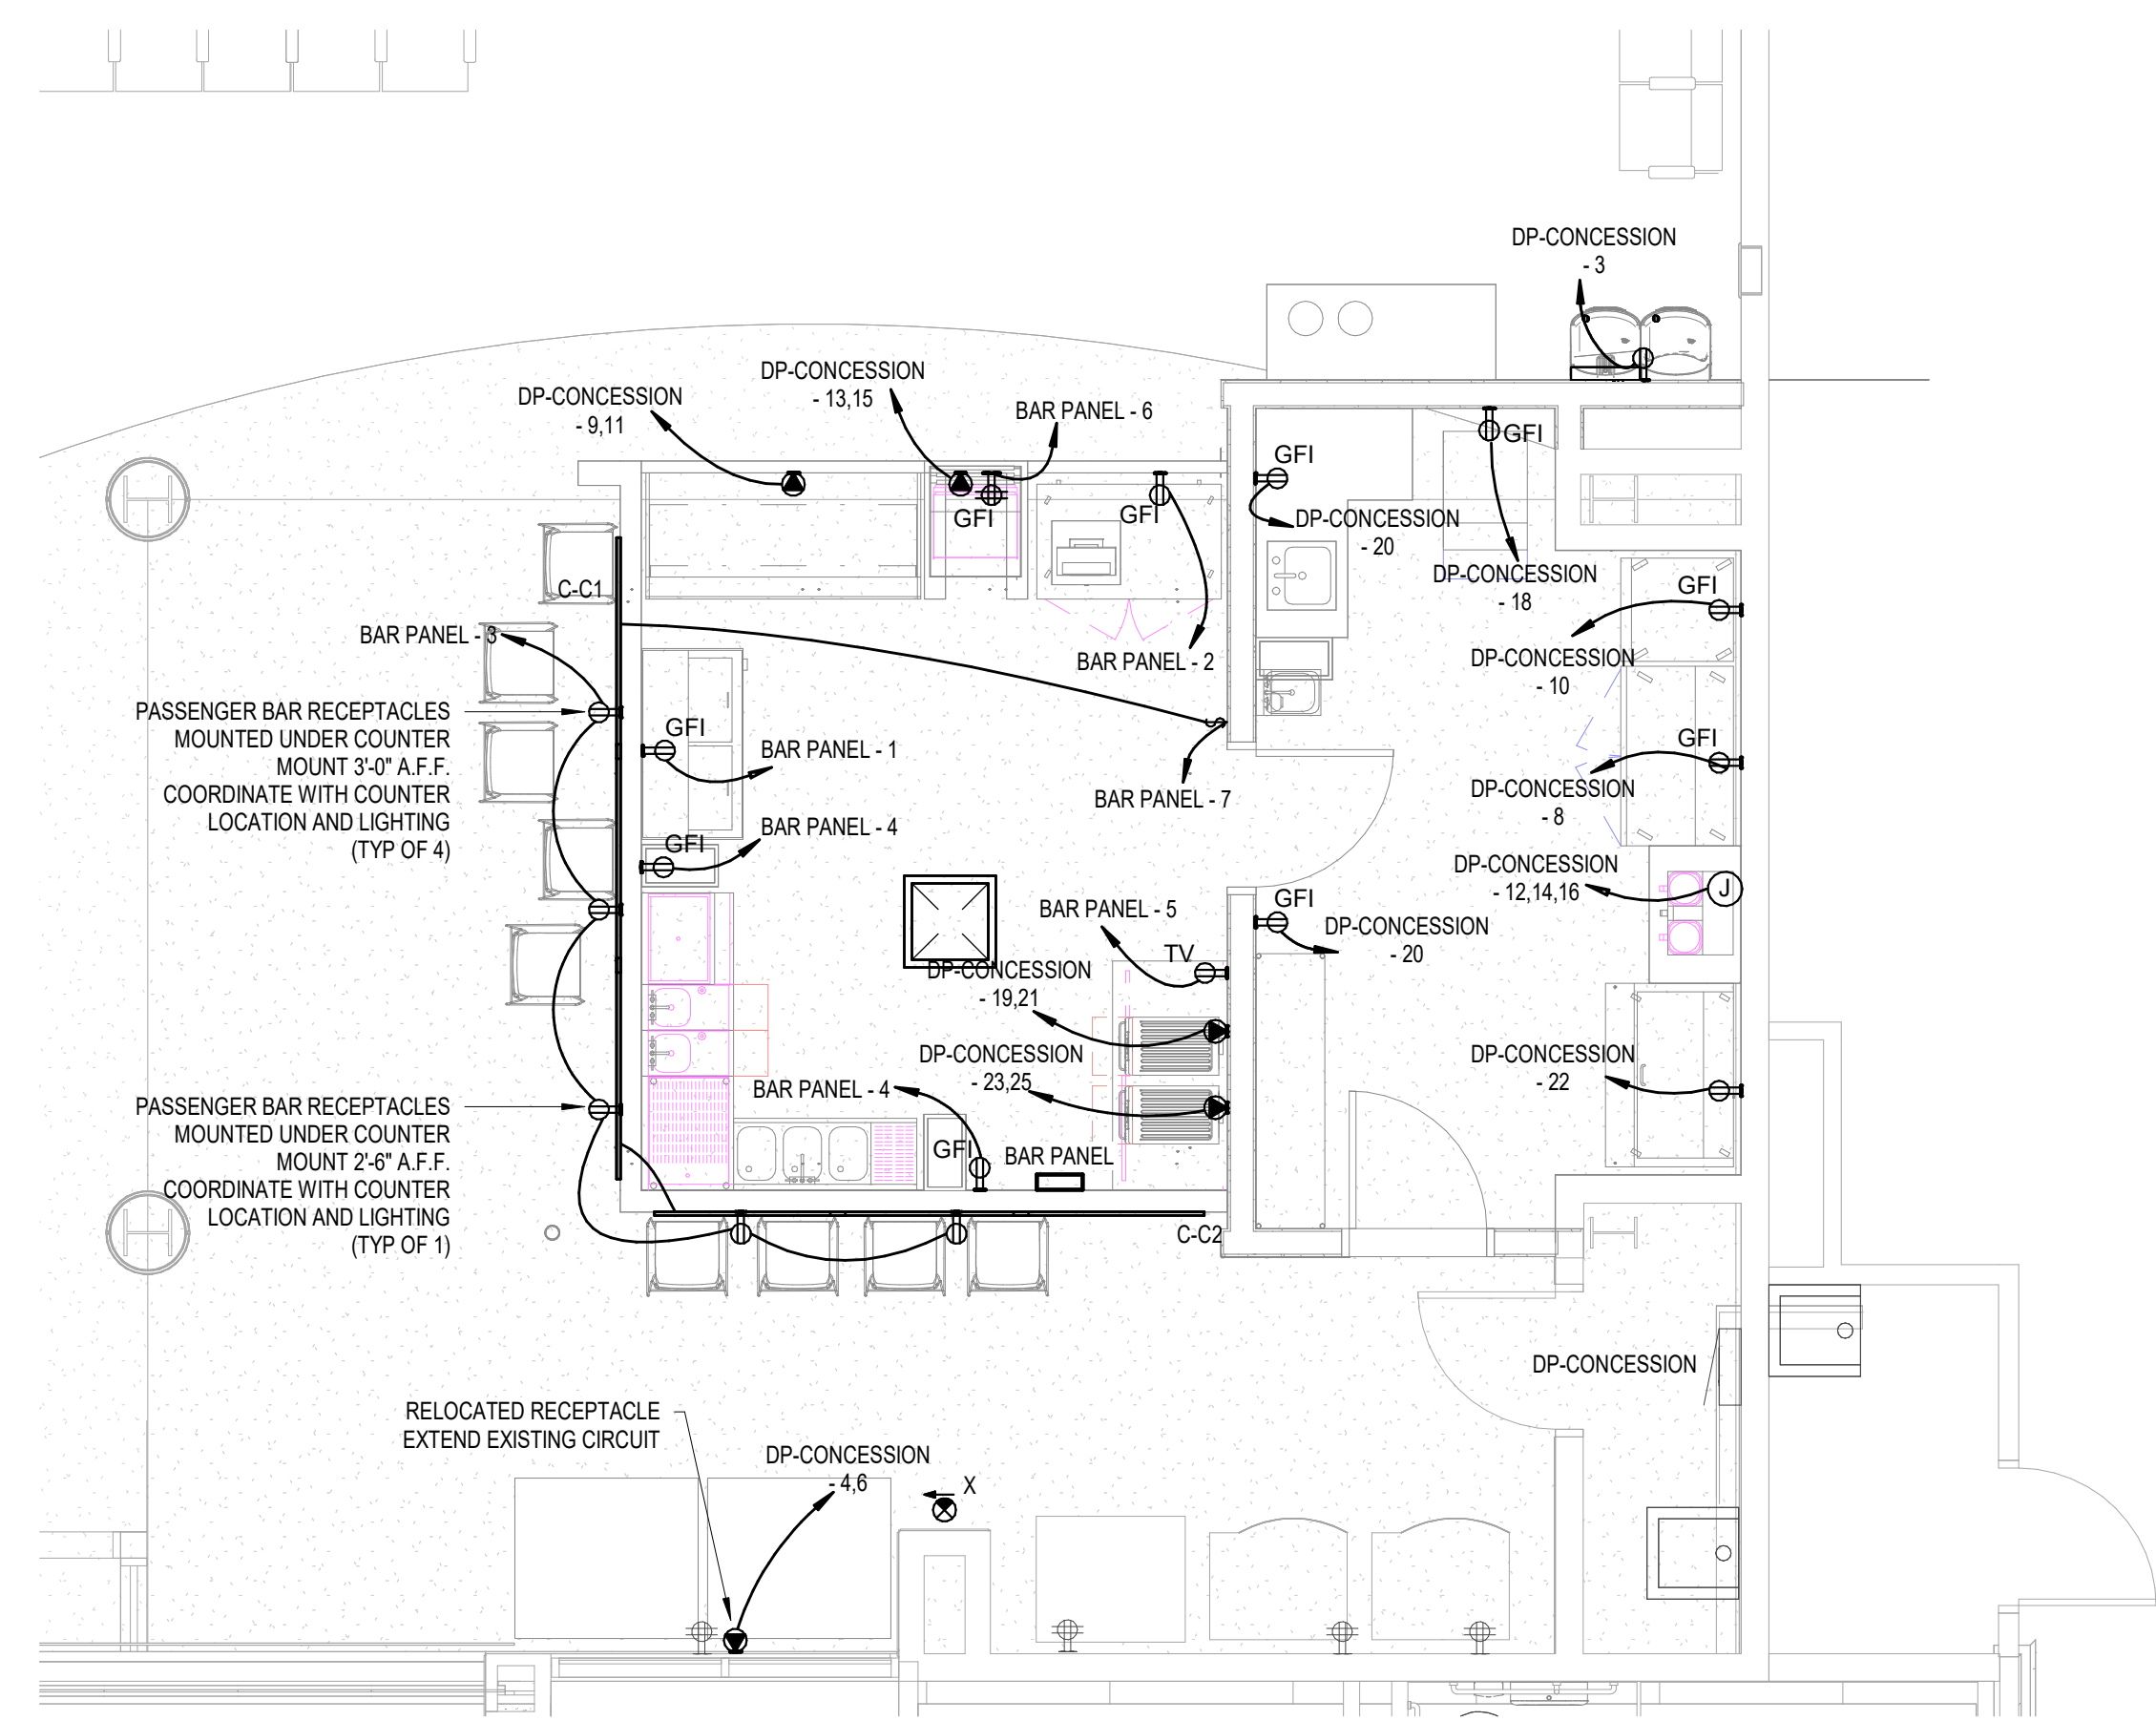 DP-CONCESSION
- 3
DP-CONCESSION
- 13,15
DP-CONCESSION
- 9,11
BAR PANEL - 6
GFI
GFI
GFI
GFI
DP-CONCESSION
- 20
DP-CONCESSION
- 18
C-C1
GFI
BAR PANEL - 3
BAR PANEL - 2
DP-CONCESSION
- 10
PASSENGER BAR RECEPTACLES
MOUNTED UNDER COUNTER
MOUNT 3'-0" A.F.F.
COORDINATE WITH COUNTER
LOCATION AND LIGHTING
(TYP OF 4)
GFI
BAR PANEL - 1
S
GFI
BAR PANEL - 7
DP-CONCESSION
- 8
BAR PANEL - 4
GFI
DP-CONCESSION
- 12,14,16
J
BAR PANEL - 5
GFI
DP-CONCESSION
- 20
TV
DP-CONCESSION
- 19,21
DP-CONCESSION
- 23,25
DP-CONCESSION
- 22
BAR PANEL - 4
PASSENGER BAR RECEPTACLES
MOUNTED UNDER COUNTER
MOUNT 2'-6" A.F.F.
COORDINATE WITH COUNTER
LOCATION AND LIGHTING
(TYP OF 1)
GFI
BAR PANEL
C-C2
DP-CONCESSION
RELOCATED RECEPTACLE
EXTEND EXISTING CIRCUIT
DP-CONCESSION
- 4,6
X